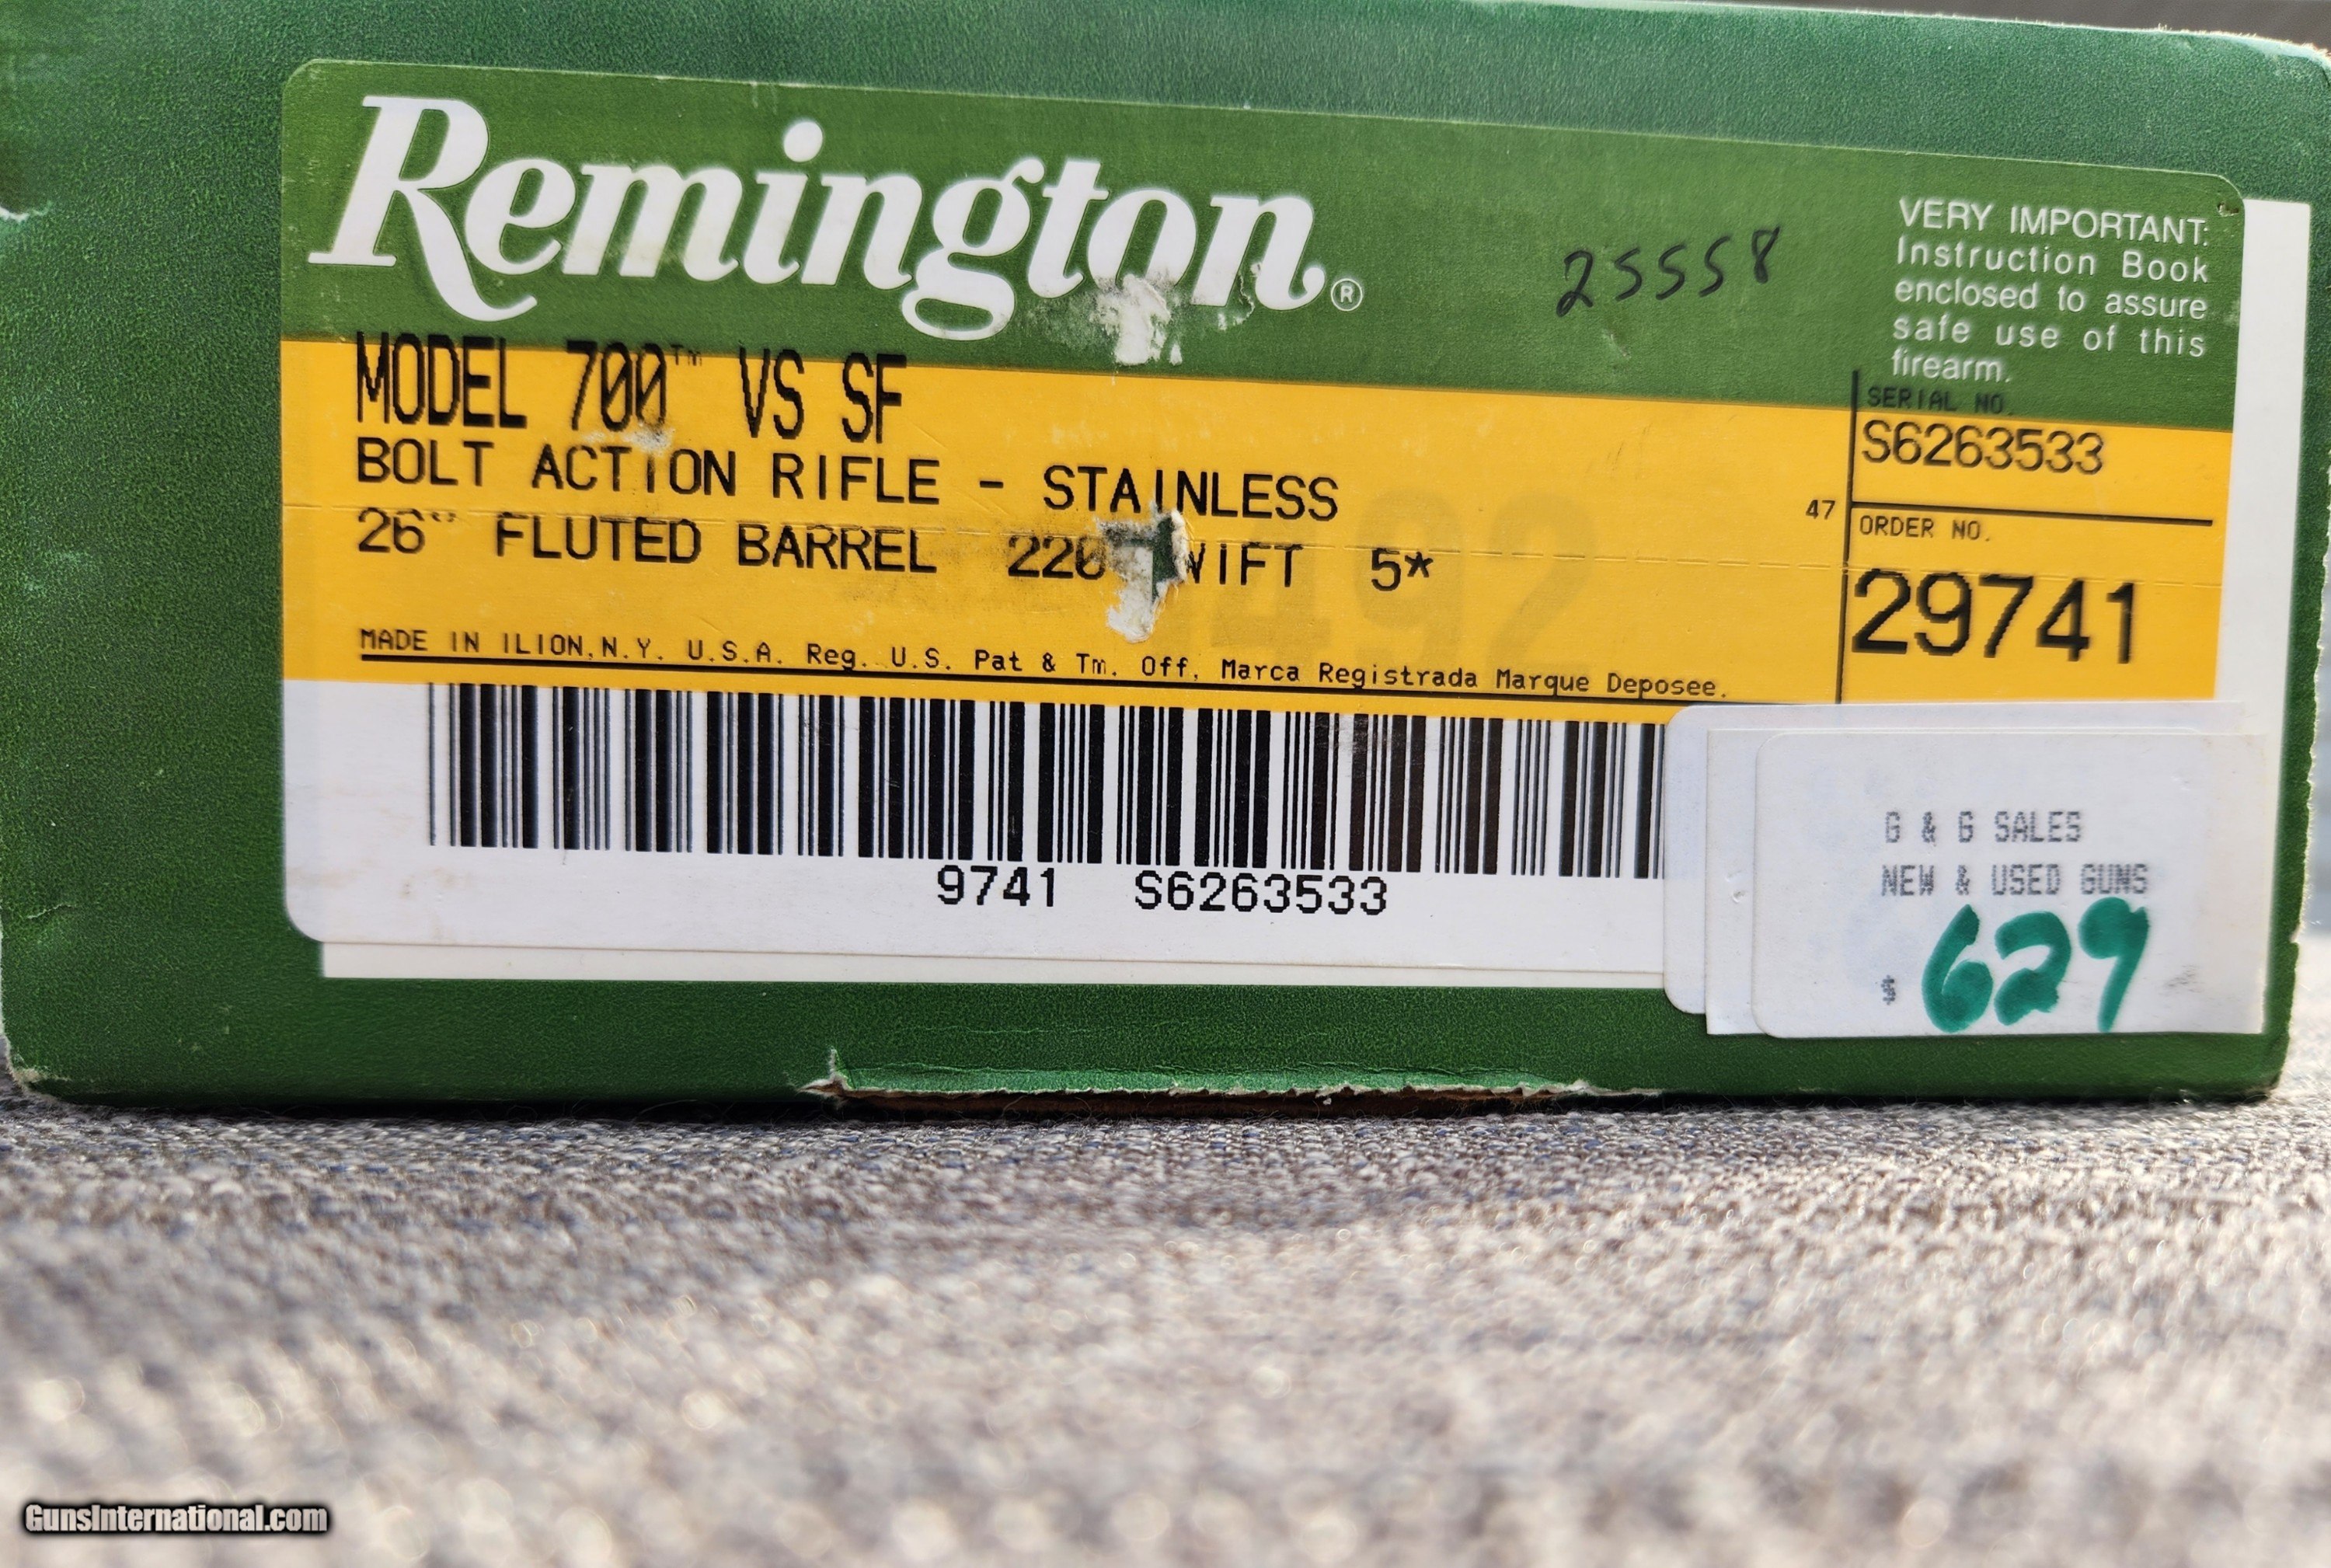 Remington®
25558
VERY IMPORTANT:
Instruction Book
enclosed to assure
safe use of this
firearm.
MODEL 700™ VS SF
BOLT ACTION RIFLE - STAINLESS
26" FLUTED BARREL 220 WIFT 5*
MADE IN ILION, N.Y. U.S.A. Reg. U.S. Pat & Tm. Off. Marca Registrada Marque Deposee.
SERIAL NO.
S6263533
47
ORDER NO.
29741
9741 S6263533
G & G SALES
NEW & USED GUNS
$ 629
GunsInternational.com